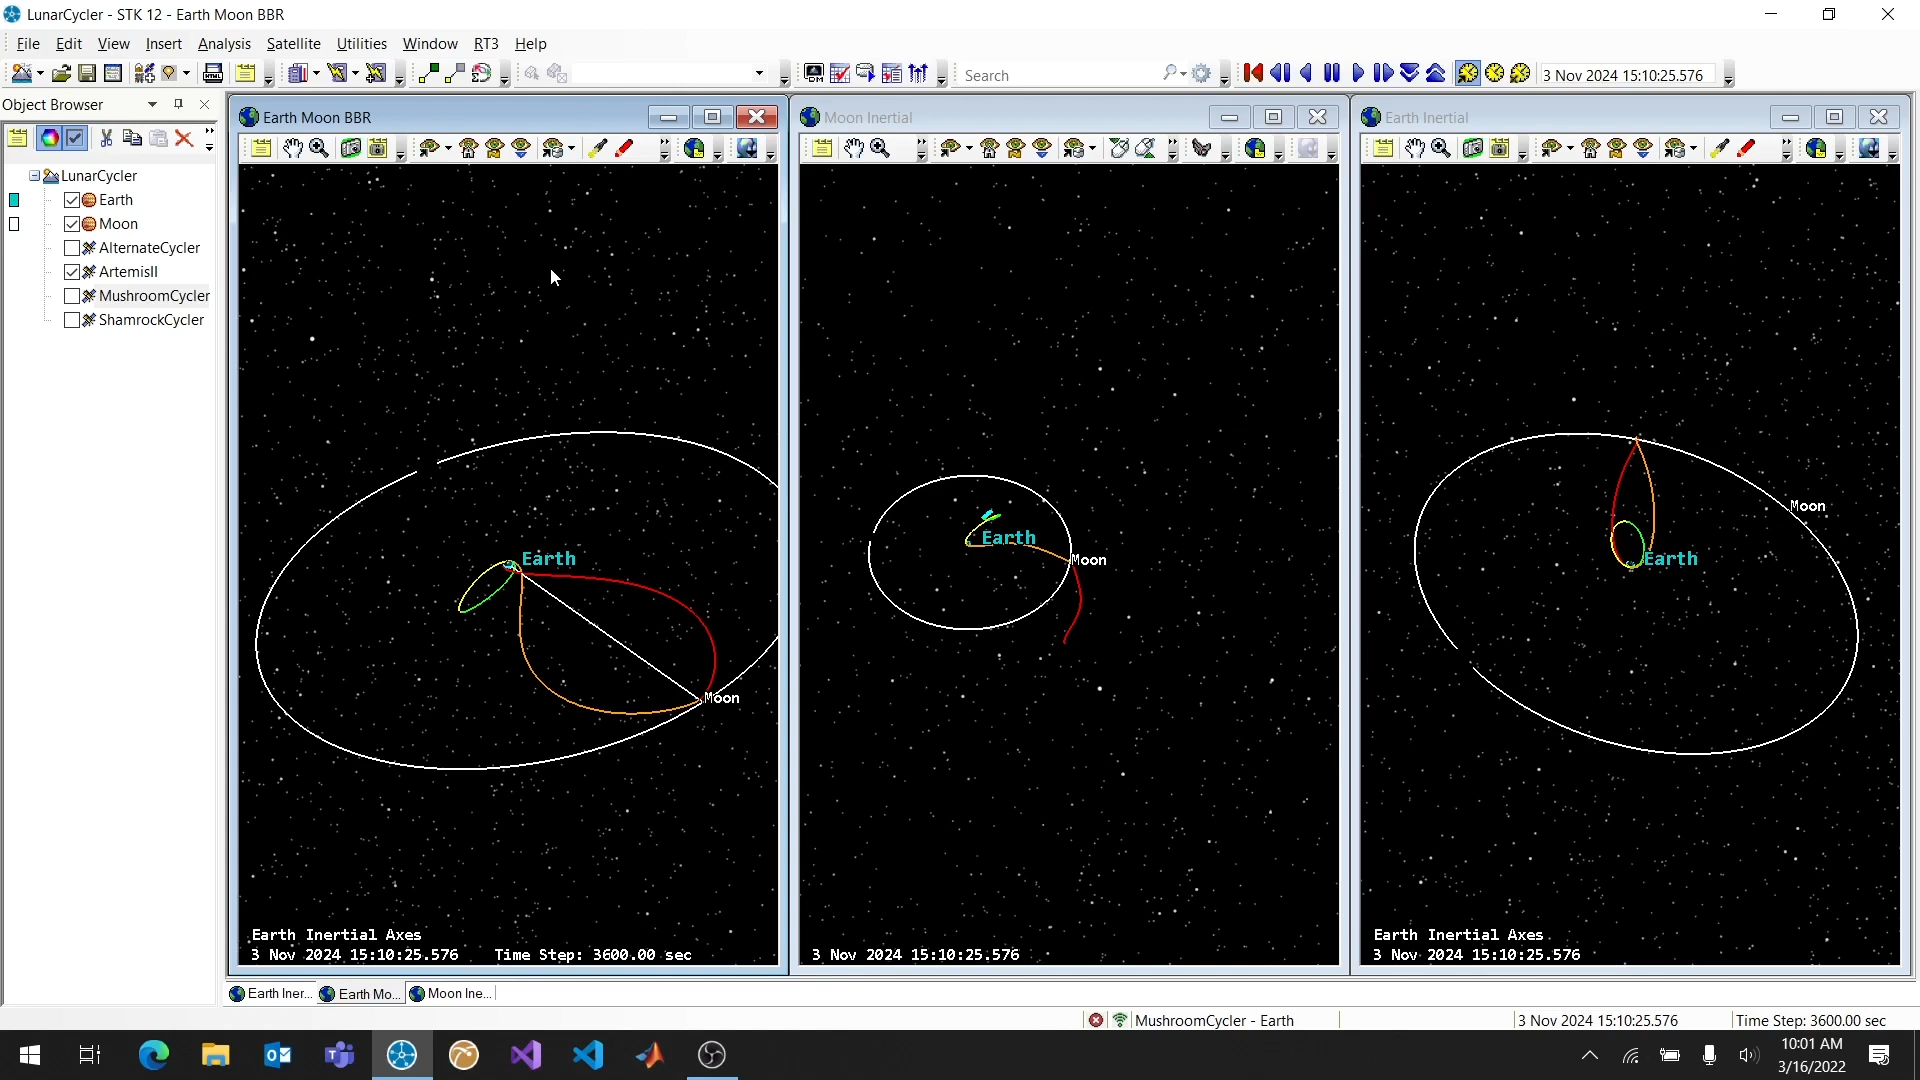 LunarCycler - STK 12 - Earth Moon BBR
File Edit View Insert Analysis Satellite Utilities Window RT3 Help
Search
3 Nov 2024 15:10:25.576
Object Browser
LunarCycler
Earth
Moon
AlternateCycler
ArtemisII
MushroomCycler
ShamrockCycler
Earth Moon BBR
Earth
Moon
Earth Inertial Axes
3 Nov 2024 15:10:25.576 Time Step: 3600.00 sec
Moon Inertial
Earth
Moon
3 Nov 2024 15:10:25.576
Earth Inertial
Moon
Earth
Earth Inertial Axes
3 Nov 2024 15:10:25.576
Earth Iner... Earth Mo... Moon Ine...
MushroomCycler - Earth 3 Nov 2024 15:10:25.576 Time Step: 3600.00 sec
10:01 AM
3/16/2022